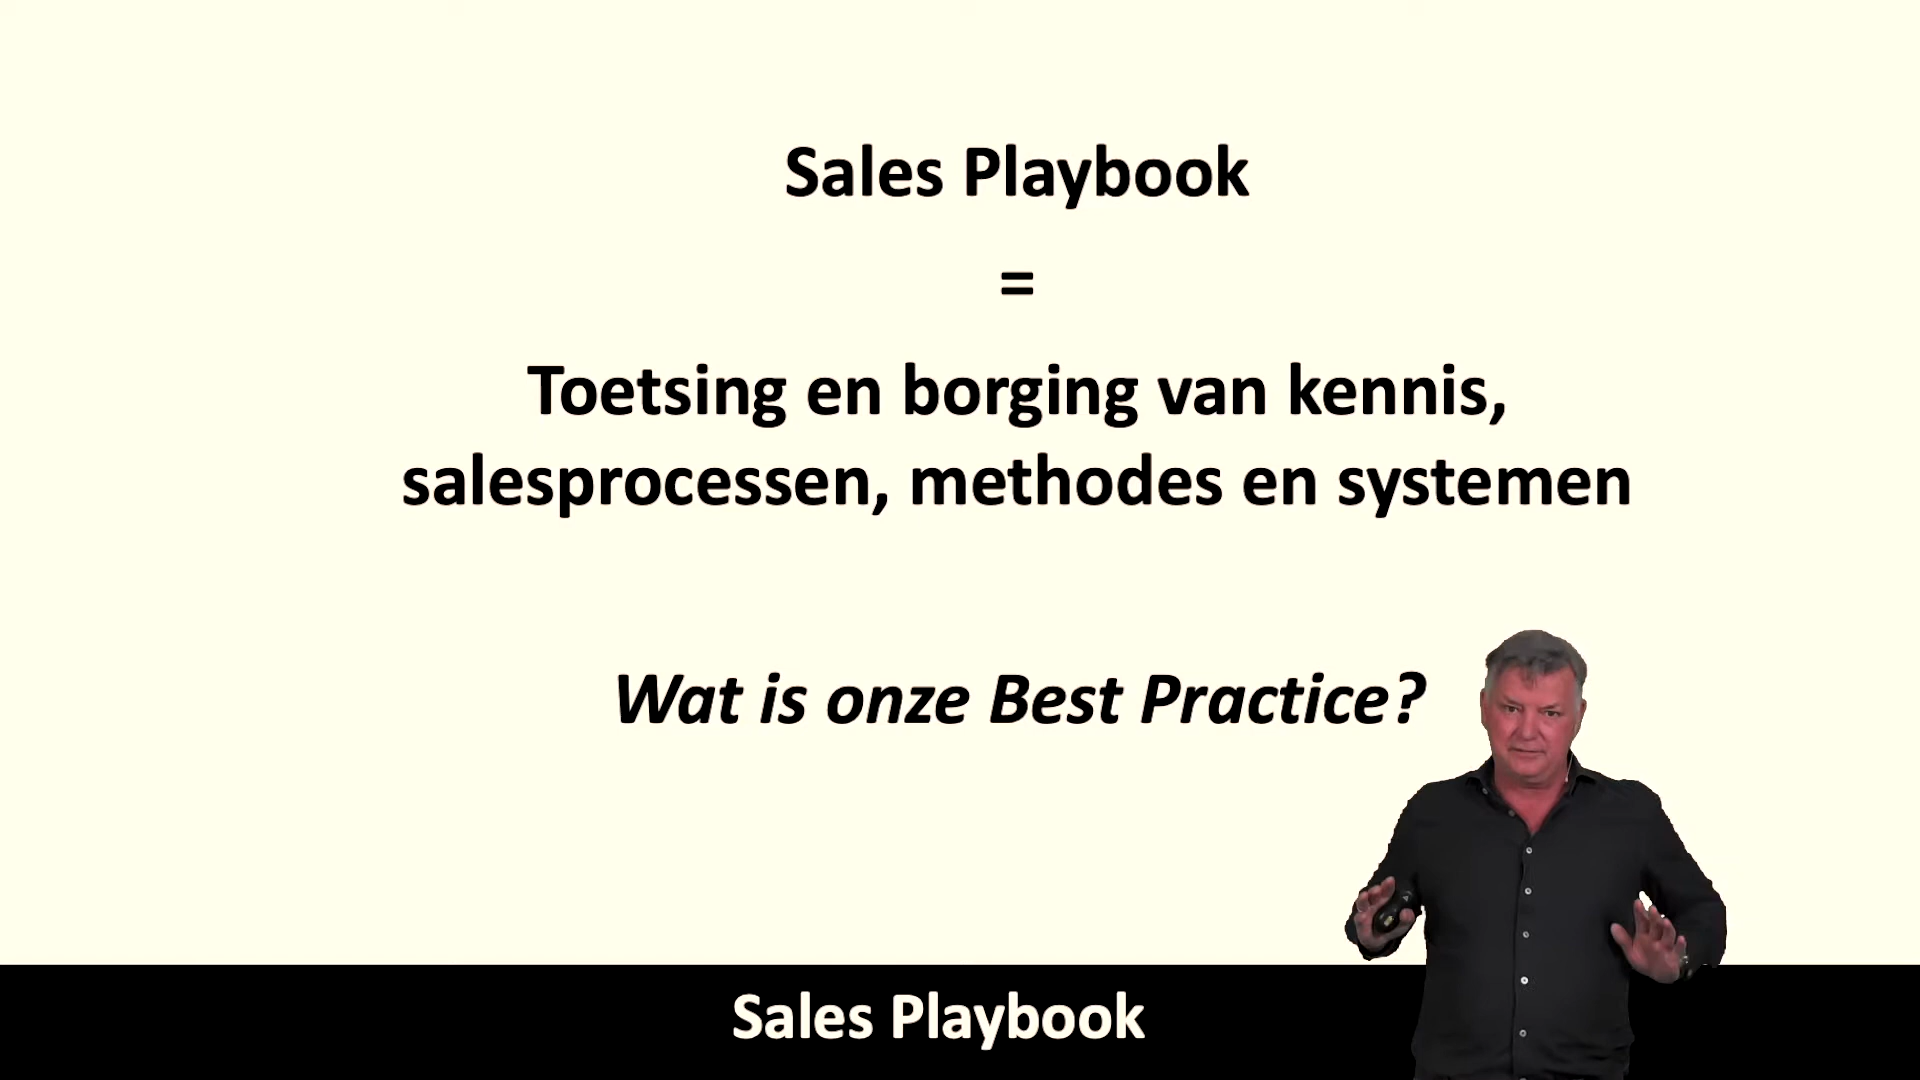 Sales Playbook
=
Toetsing en borging van kennis,
salesprocessen, methodes en systemen
Wat is onze Best Practice?
Sales Playbook